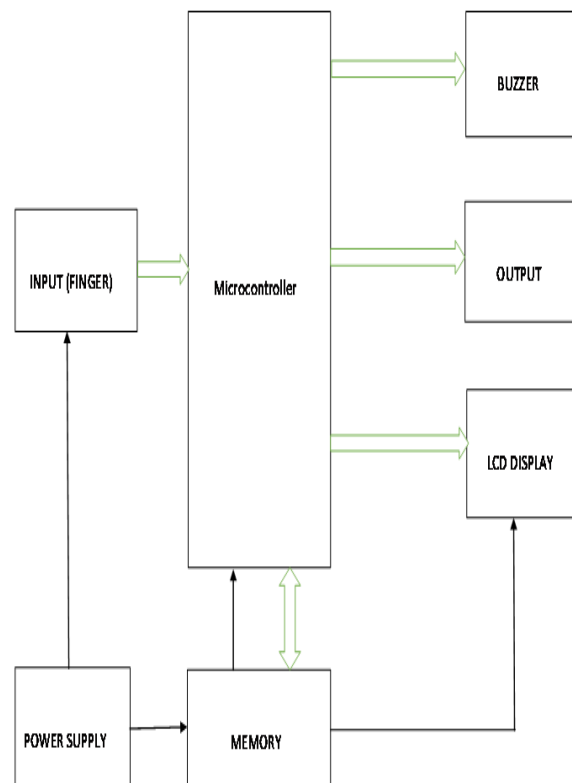 BUZZER
INPUT (FINGER)
Microcontroller
OUTPUT
LCD DISPLAY
POWER SUPPLY
MEMORY